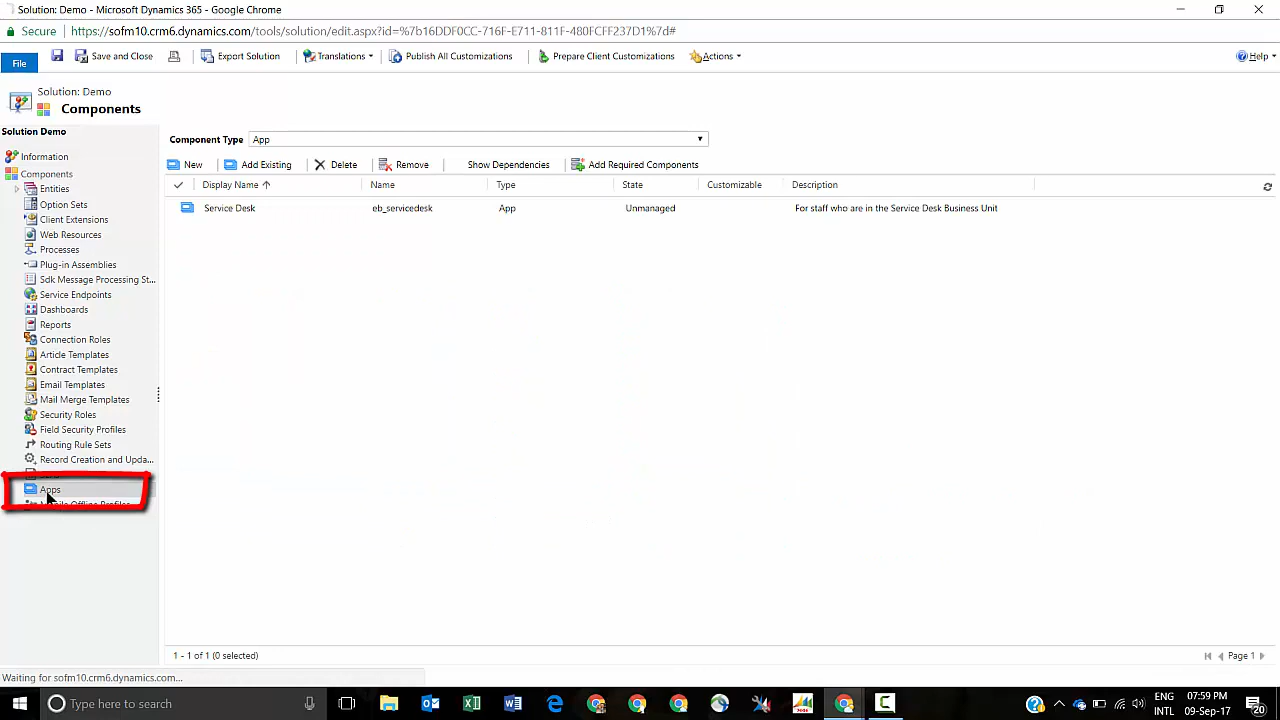 Solution: Demo - Microsoft Dynamics 365 - Google Chrome
Secure https://sofm10.crm6.dynamics.com/tools/solution/edit.aspx?id=%7b16DDF0CC-716F-E711-811F-480FCFF237D1%7d#
File Save and Close Export Solution Translations Publish All Customizations Prepare Client Customizations Actions Help
Solution: Demo
Components
Solution Demo
Information
Components
Entities
Option Sets
Client Extensions
Web Resources
Processes
Plug-in Assemblies
Sdk Message Processing St...
Service Endpoints
Dashboards
Reports
Connection Roles
Article Templates
Contract Templates
Email Templates
Mail Merge Templates
Security Roles
Field Security Profiles
Routing Rule Sets
Record Creation and Upda...
Apps
Mobile Offline Profiles
Component Type App
New Add Existing Delete Remove Show Dependencies Add Required Components
Display Name Name Type State Customizable Description
Service Desk eb_servicedesk App Unmanaged For staff who are in the Service Desk Business Unit
1 - 1 of 1 (0 selected) Page 1
Waiting for sofm10.crm6.dynamics.com...
Type here to search
ENG 07:59 PM
INTL 09-Sep-17 20